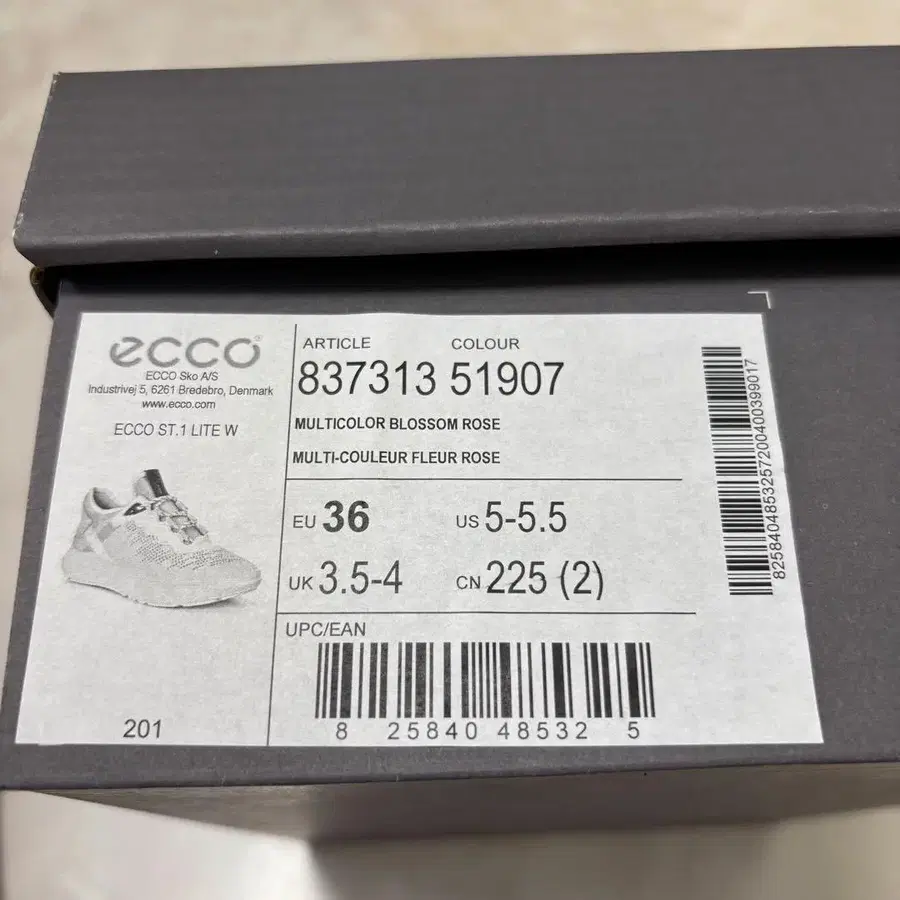 ecco®
ECCO Sko A/S
Industrivej 5, 6261 Bredebro, Denmark
www.ecco.com
ECCO ST.1 LITE W
201
ARTICLE COLOUR
837313 51907
MULTICOLOR BLOSSOM ROSE
MULTI-COULEUR FLEUR ROSE
EU 36 US 5-5.5
UK 3.5-4 CN 225 (2)
UPC/EAN
8 25840 48532 5
825840485325720040039901​7